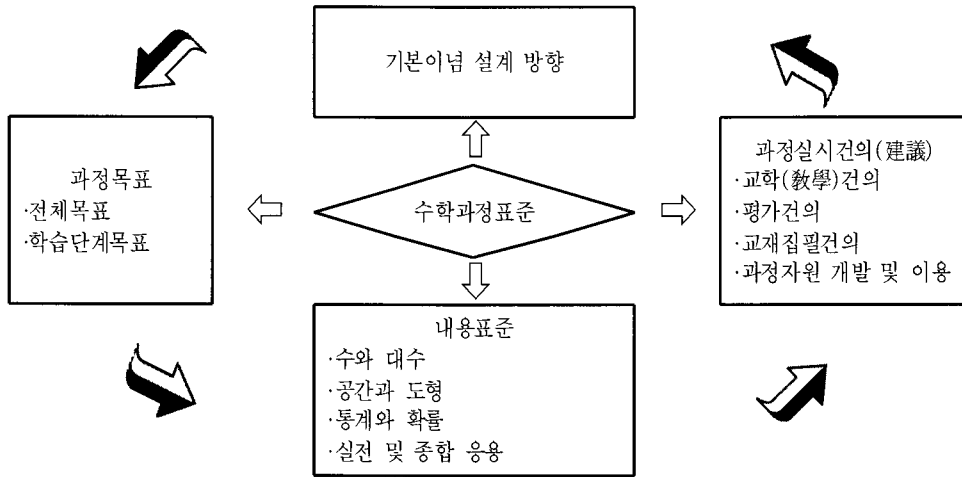 기본이념 설계 방향
과정목표
·전체목표
·학습단계목표
수학과정표준
과정실시건의(建議)
·교학(敎學)건의
·평가건의
·교재집필건의
·과정자원 개발 및 이용
내용표준
·수와 대수
·공간과 도형
·통계와 확률
·실전 및 종합 응용